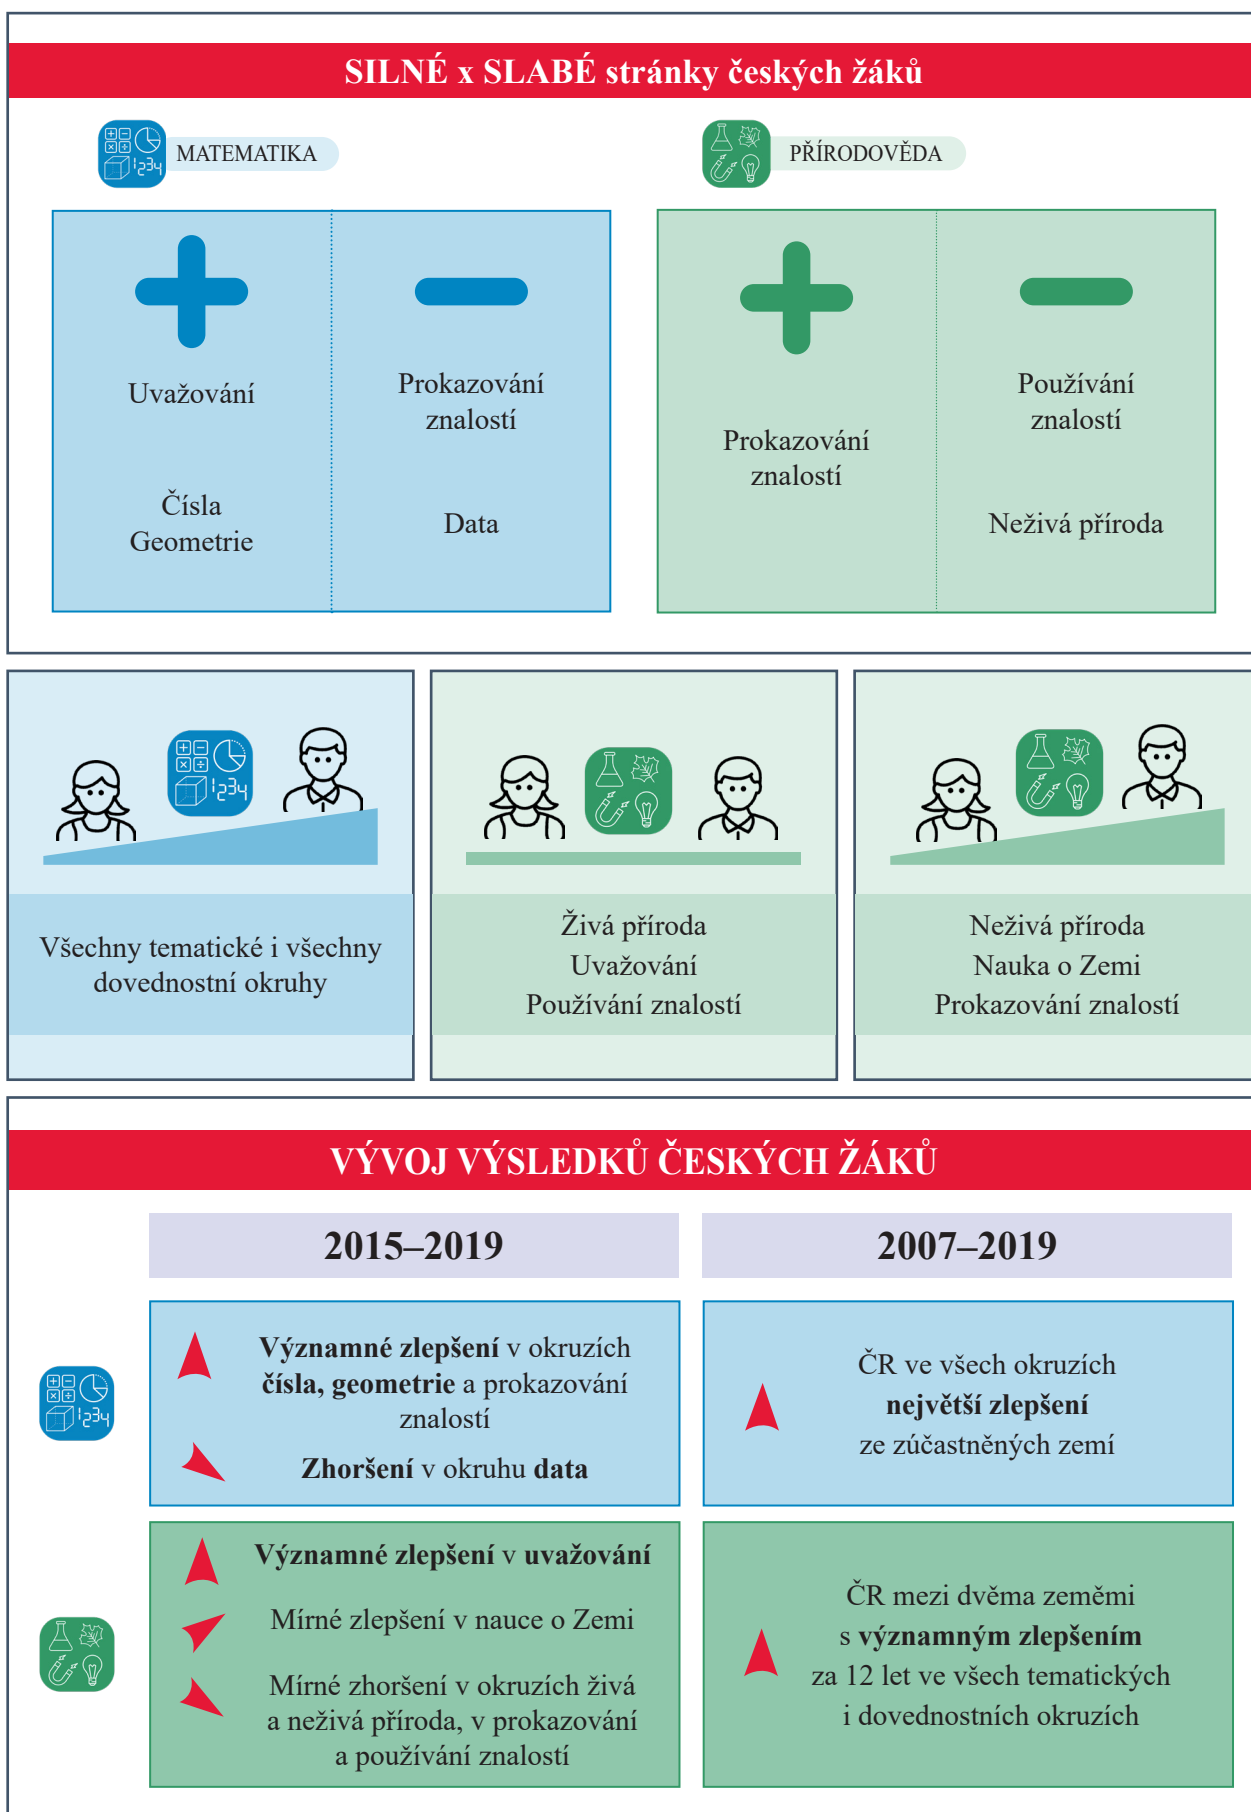 SILNÉ x SLABÉ stránky českých žáků
MATEMATIKA
Uvažování
Čísla
Geometrie
Prokazování
znalostí
Data
PŘÍRODOVĚDA
Prokazování
znalostí
Používání
znalostí
Neživá příroda
Všechny tematické i všechny
dovednostní okruhy
Živá příroda
Uvažování
Používání znalostí
Neživá příroda
Nauka o Zemi
Prokazování znalostí
VÝVOJ VÝSLEDKŮ ČESKÝCH ŽÁKŮ
2015–2019
2007–2019
Významné zlepšení v okruzích
čísla, geometrie a prokazování
znalostí
Zhoršení v okruhu data
ČR ve všech okruzích
největší zlepšení
ze zúčastněných zemí
Významné zlepšení v uvažování
Mírné zlepšení v nauce o Zemi
Mírné zhoršení v okruzích živá
a neživá příroda, v prokazování
a používání znalostí
ČR mezi dvěma zeměmi
s významným zlepšením
za 12 let ve všech tematických
i dovednostních okruzích